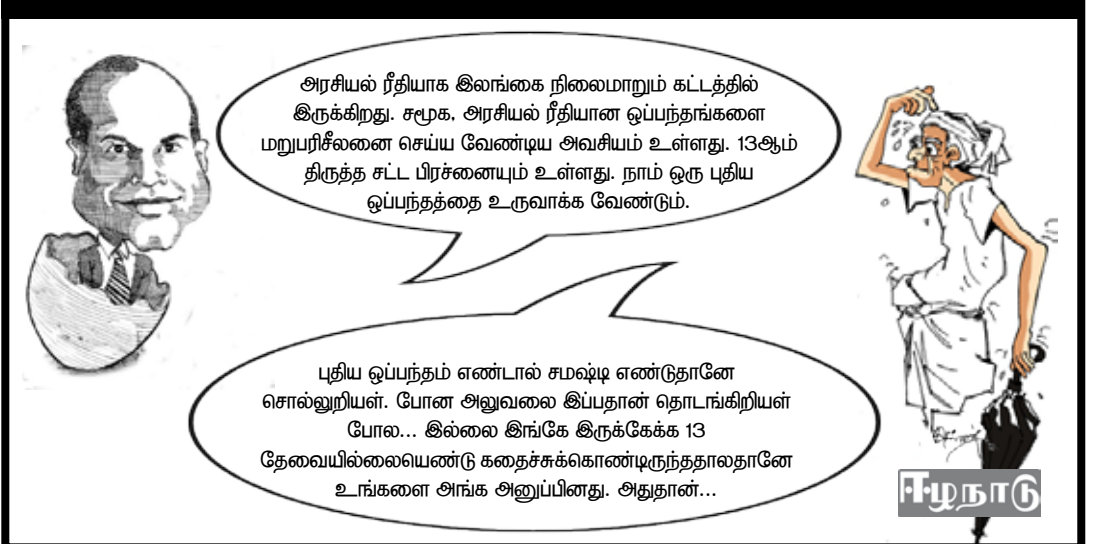 அரசியல் ரீதியாக இலங்கை நிலைமாறும் கட்டத்தில்
இருக்கிறது. சமூக, அரசியல் ரீதியான ஒப்பந்தங்களை
மறுபரிசீலனை செய்ய வேண்டிய அவசியம் உள்ளது. 13ஆம்
திருத்த சட்ட பிரச்னையும் உள்ளது. நாம் ஒரு புதிய
ஒப்பந்தத்தை உருவாக்க வேண்டும்.
புதிய ஒப்பந்தம் எண்டால் சமஷ்டி எண்டுதானே
சொல்லுறியள். போன அலுவலை இப்பதான் தொடங்கிறியள்
போல... இல்லை இங்கே இருக்கேக்க 13
தேவையில்லையெண்டு கதைச்சுக்கொண்டிருந்ததாலதானே
உங்களை அங்க அனுப்பினது. அதுதான்...
ஈழநாடு